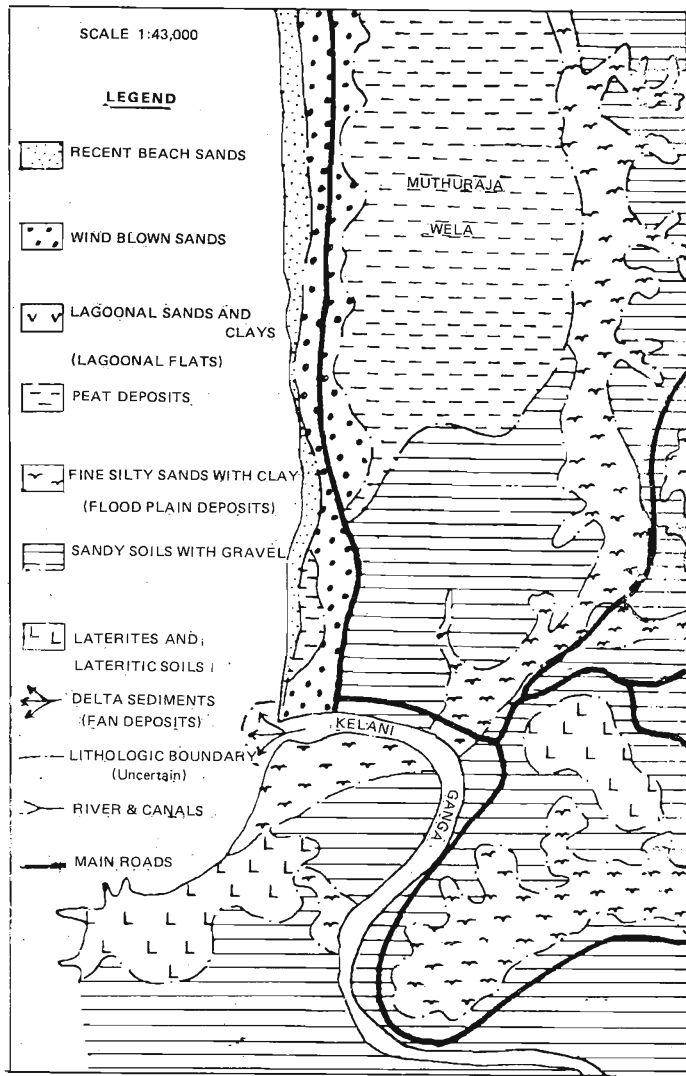 SCALE 1:43,000
LEGEND
RECENT BEACH SANDS
WIND BLOWN SANDS
LAGOONAL SANDS AND
CLAYS
(LAGOONAL FLATS)
PEAT DEPOSITS
FINE SILTY SANDS WITH CLAY
(FLOOD PLAIN DEPOSITS)
SANDY SOILS WITH GRAVEL
LATERITES AND
LATERITIC SOILS
DELTA SEDIMENTS
(FAN DEPOSITS)
LITHOLOGIC BOUNDARY
(Uncertain)
RIVER & CANALS
MAIN ROADS
MUTHURAJA
WELA
KELANI
GANGA